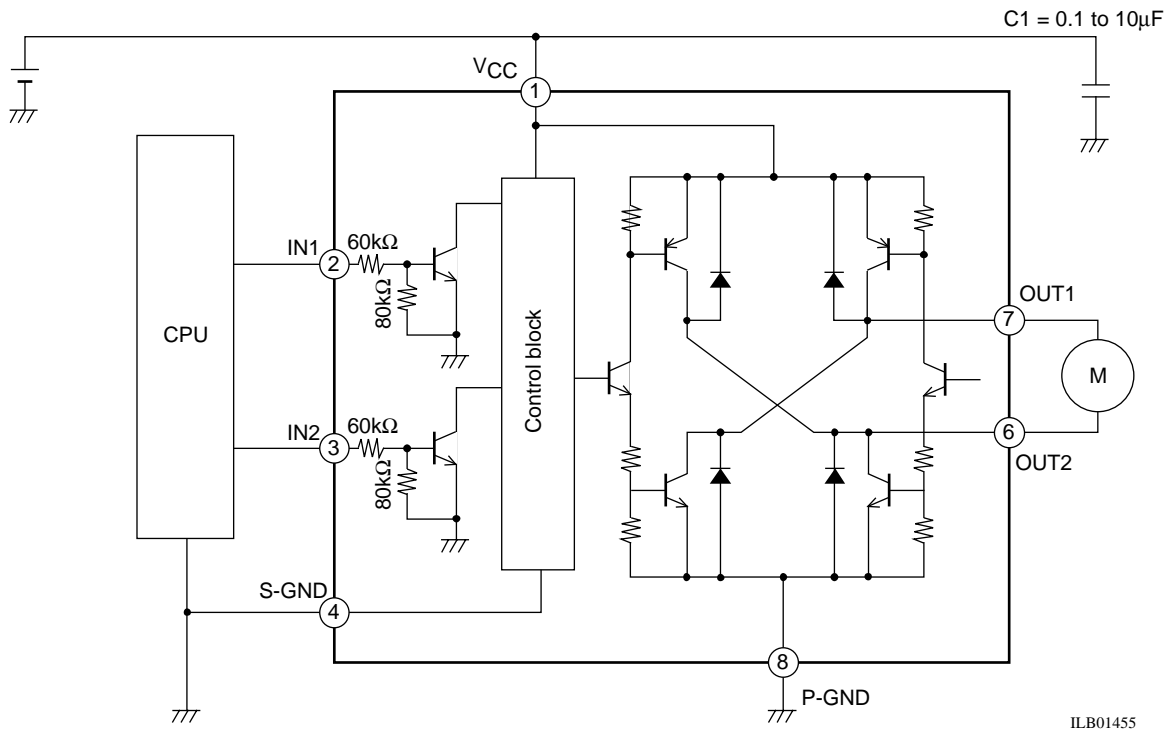 C1 = 0.1 to 10μF
VCC
1
IN1
2
60kΩ
80kΩ
CPU
Control block
OUT1
7
M
IN2
3
60kΩ
80kΩ
6
OUT2
S-GND
4
8
P-GND
ILB01455